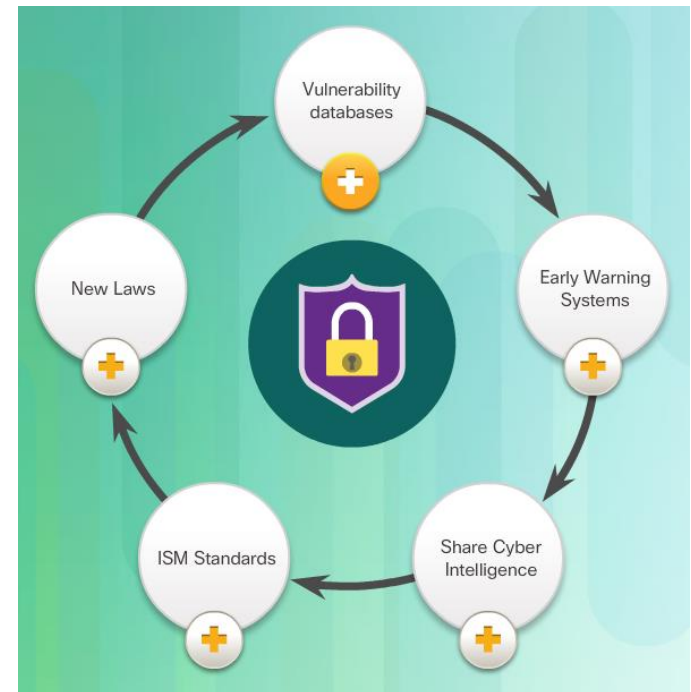 Vulnerability
databases
Early Warning
Systems
Share Cyber
Intelligence
ISM Standards
New Laws